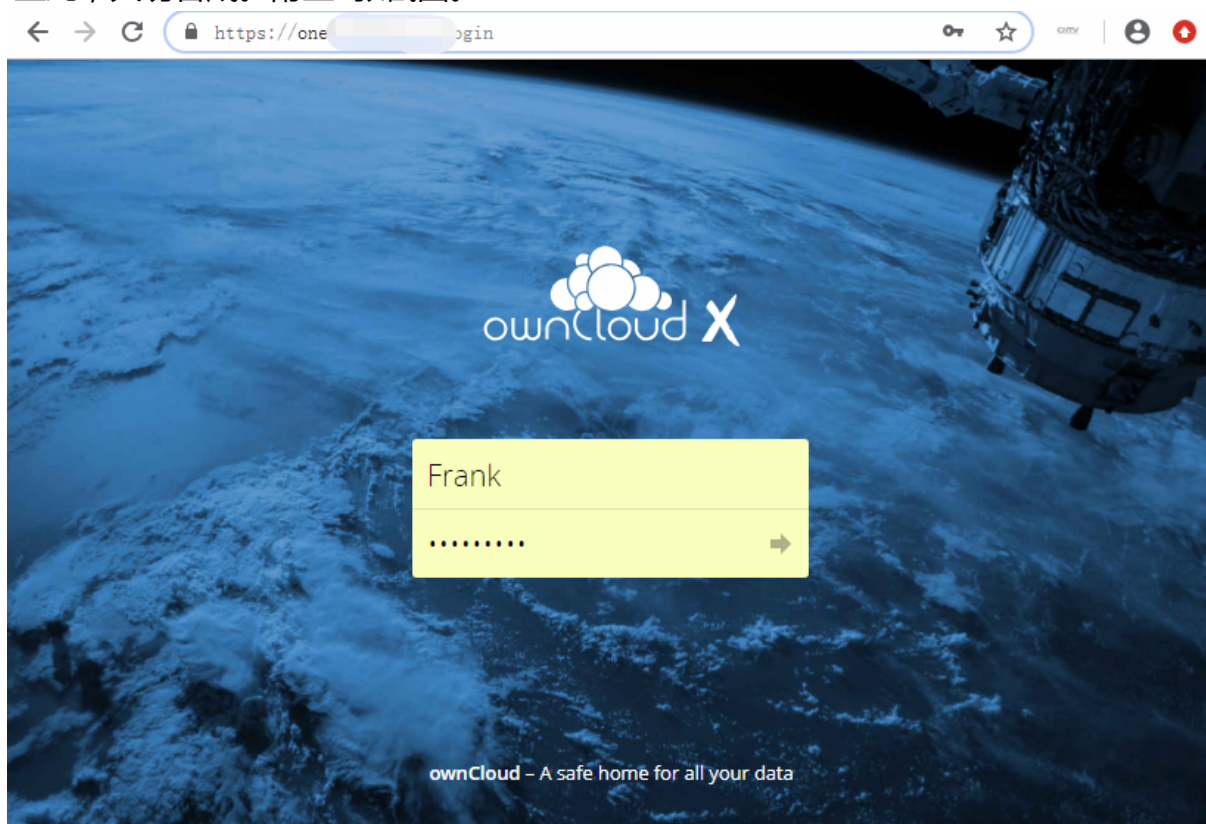 https://one
ogin
ownCloud X
Frank
ownCloud – A safe home for all your data